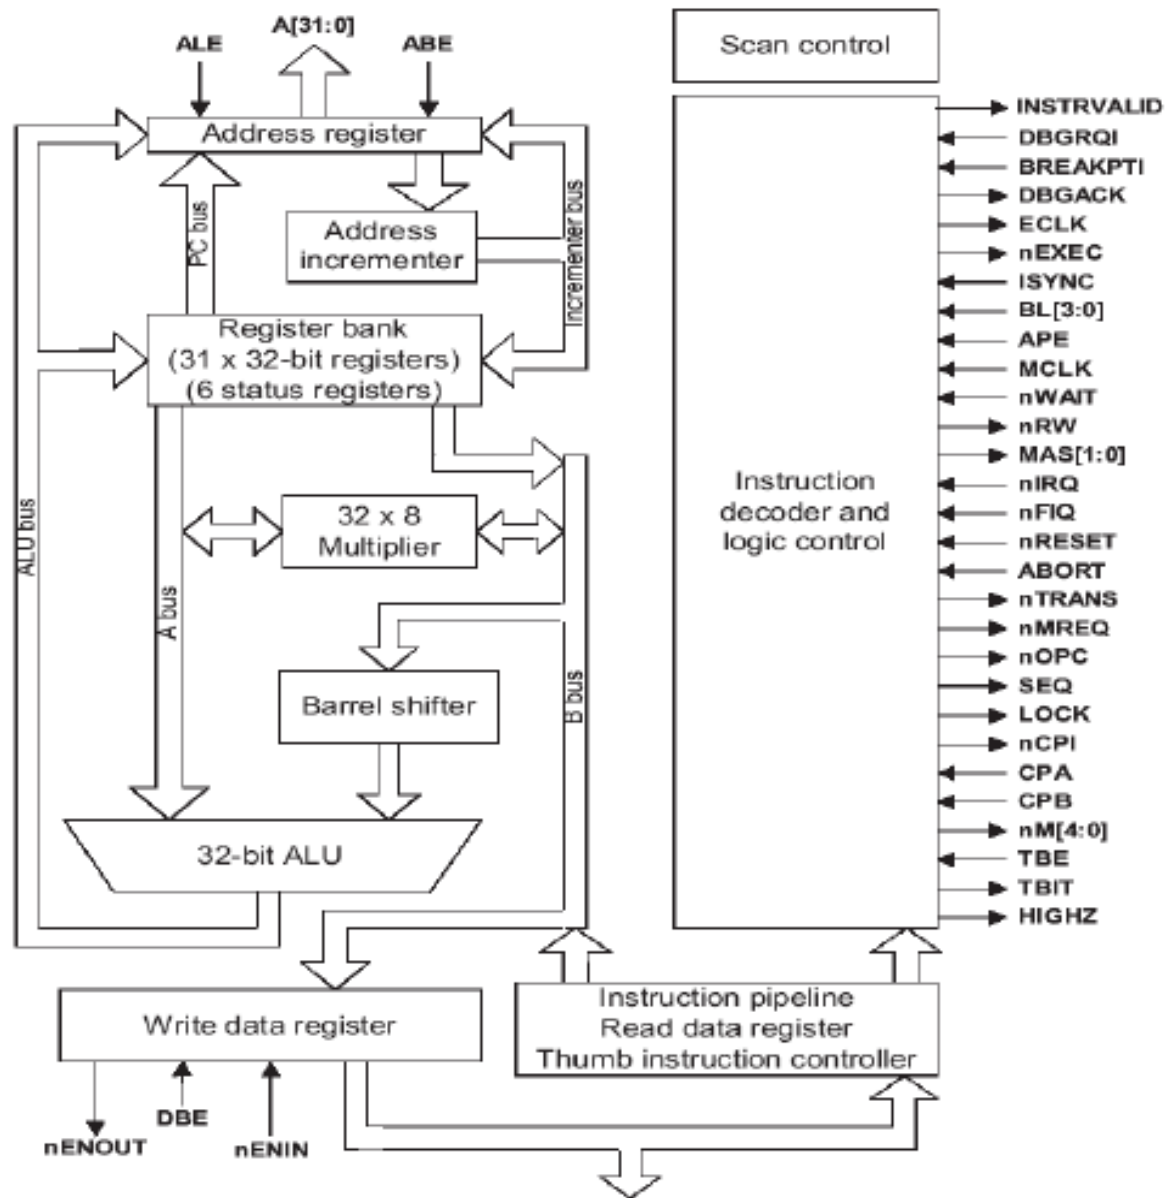 A[31:0]
ALE
ABE
Address register
PC bus
Address
incrementer
Incrementer bus
Register bank
(31 x 32-bit registers)
(6 status registers)
ALU bus
A bus
32 x 8
Multiplier
B bus
Barrel shifter
32-bit ALU
Write data register
nENOUT
DBE
nENIN
Instruction pipeline
Read data register
Thumb instruction controller
Scan control
Instruction
decoder and
logic control
INSTRVALID
DBGRQI
BREAKPTI
DBGACK
ECLK
nEXEC
ISYNC
BL[3:0]
APE
MCLK
nWAIT
nRW
MAS[1:0]
nIRQ
nFIQ
nRESET
ABORT
nTRANS
nMREQ
nOPC
SEQ
LOCK
nCPI
CPA
CPB
nM[4:0]
TBE
TBIT
HIGHZ